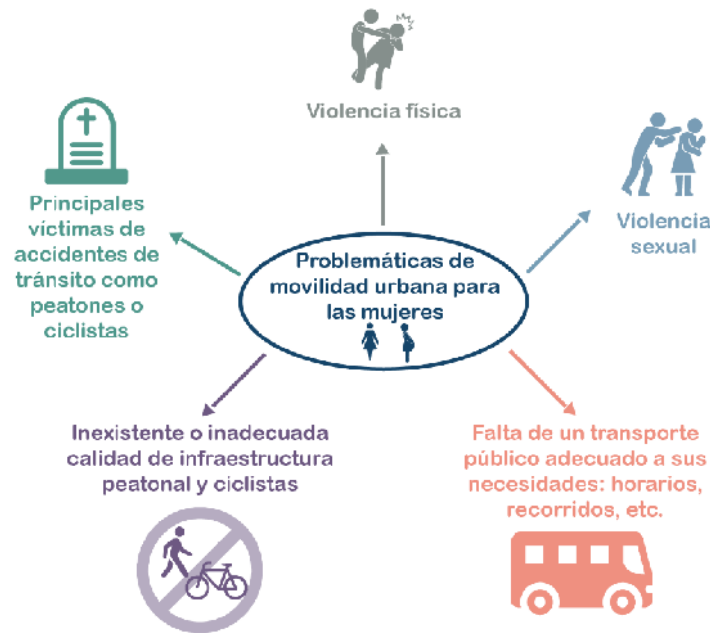 Violencia física
Principales
víctimas de
accidentes de
tránsito como
peatones o
ciclistas
Violencia
sexual
Problemáticas de
movilidad urbana para
las mujeres
Inexistente o inadecuada
calidad de infraestructura
peatonal y ciclistas
Falta de un transporte
público adecuado a sus
necesidades: horarios,
recorridos, etc.